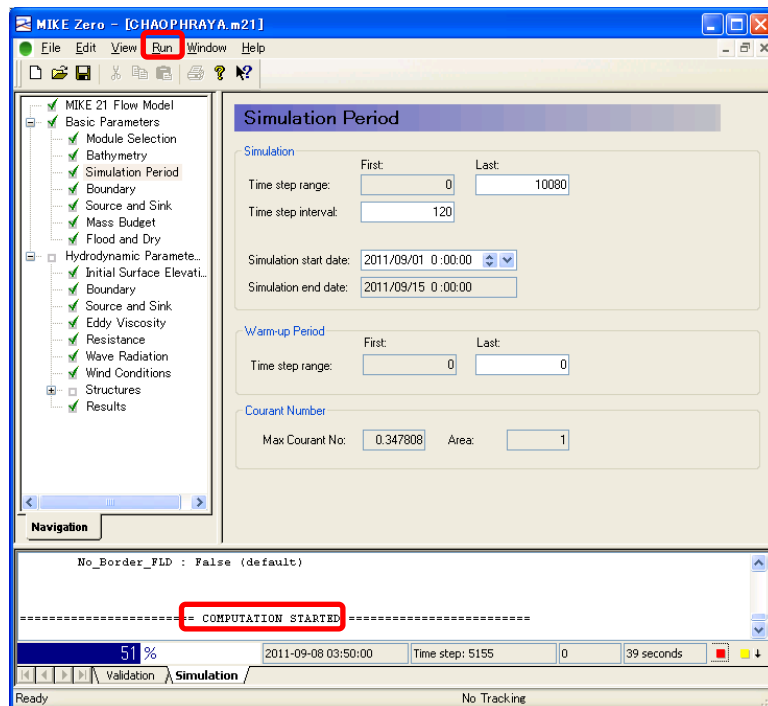 MIKE Zero - [CHAOPHRAYA.m21]
File Edit View Run Window Help
MIKE 21 Flow Model
Basic Parameters
Module Selection
Bathymetry
Simulation Period
Boundary
Source and Sink
Mass Budget
Flood and Dry
Hydrodynamic Paramete...
Initial Surface Elevati...
Boundary
Source and Sink
Eddy Viscosity
Resistance
Wave Radiation
Wind Conditions
Structures
Results
Navigation
Simulation Period
Simulation
First: Last:
Time step range: 0 10080
Time step interval: 120
Simulation start date: 2011/09/01 0:00:00
Simulation end date: 2011/09/15 0:00:00
Warm-up Period
First: Last:
Time step range: 0 0
Courant Number
Max Courant No: 0.347808 Area: 1
No_Border_FLD : False (default)
======================== COMPUTATION STARTED =========================
51 % 2011-09-08 03:50:00 Time step: 5155 0 39 seconds
Validation Simulation
Ready No Tracking